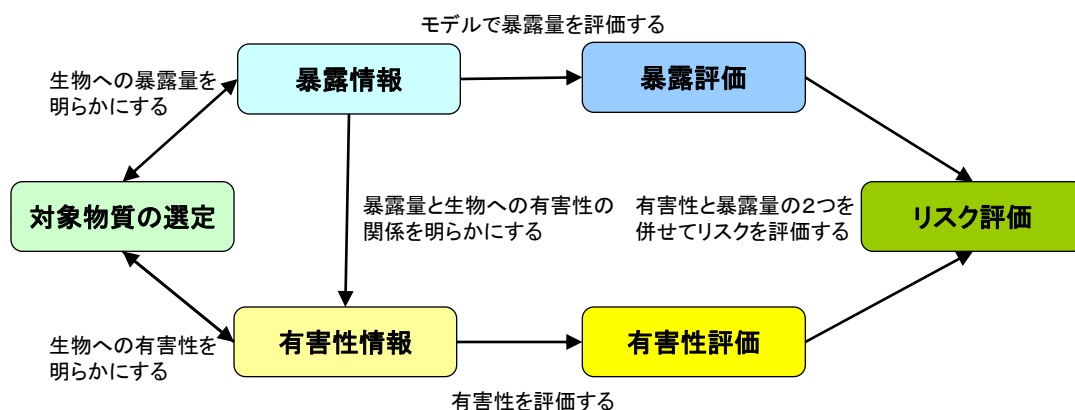 モデルで暴露量を評価する
生物への暴露量を
明らかにする
暴露情報
暴露評価
対象物質の選定
暴露量と生物への有害性の
関係を明らかにする
有害性と暴露量の2つを
併せてリスクを評価する
リスク評価
生物への有害性を
明らかにする
有害性情報
有害性評価
有害性を評価する